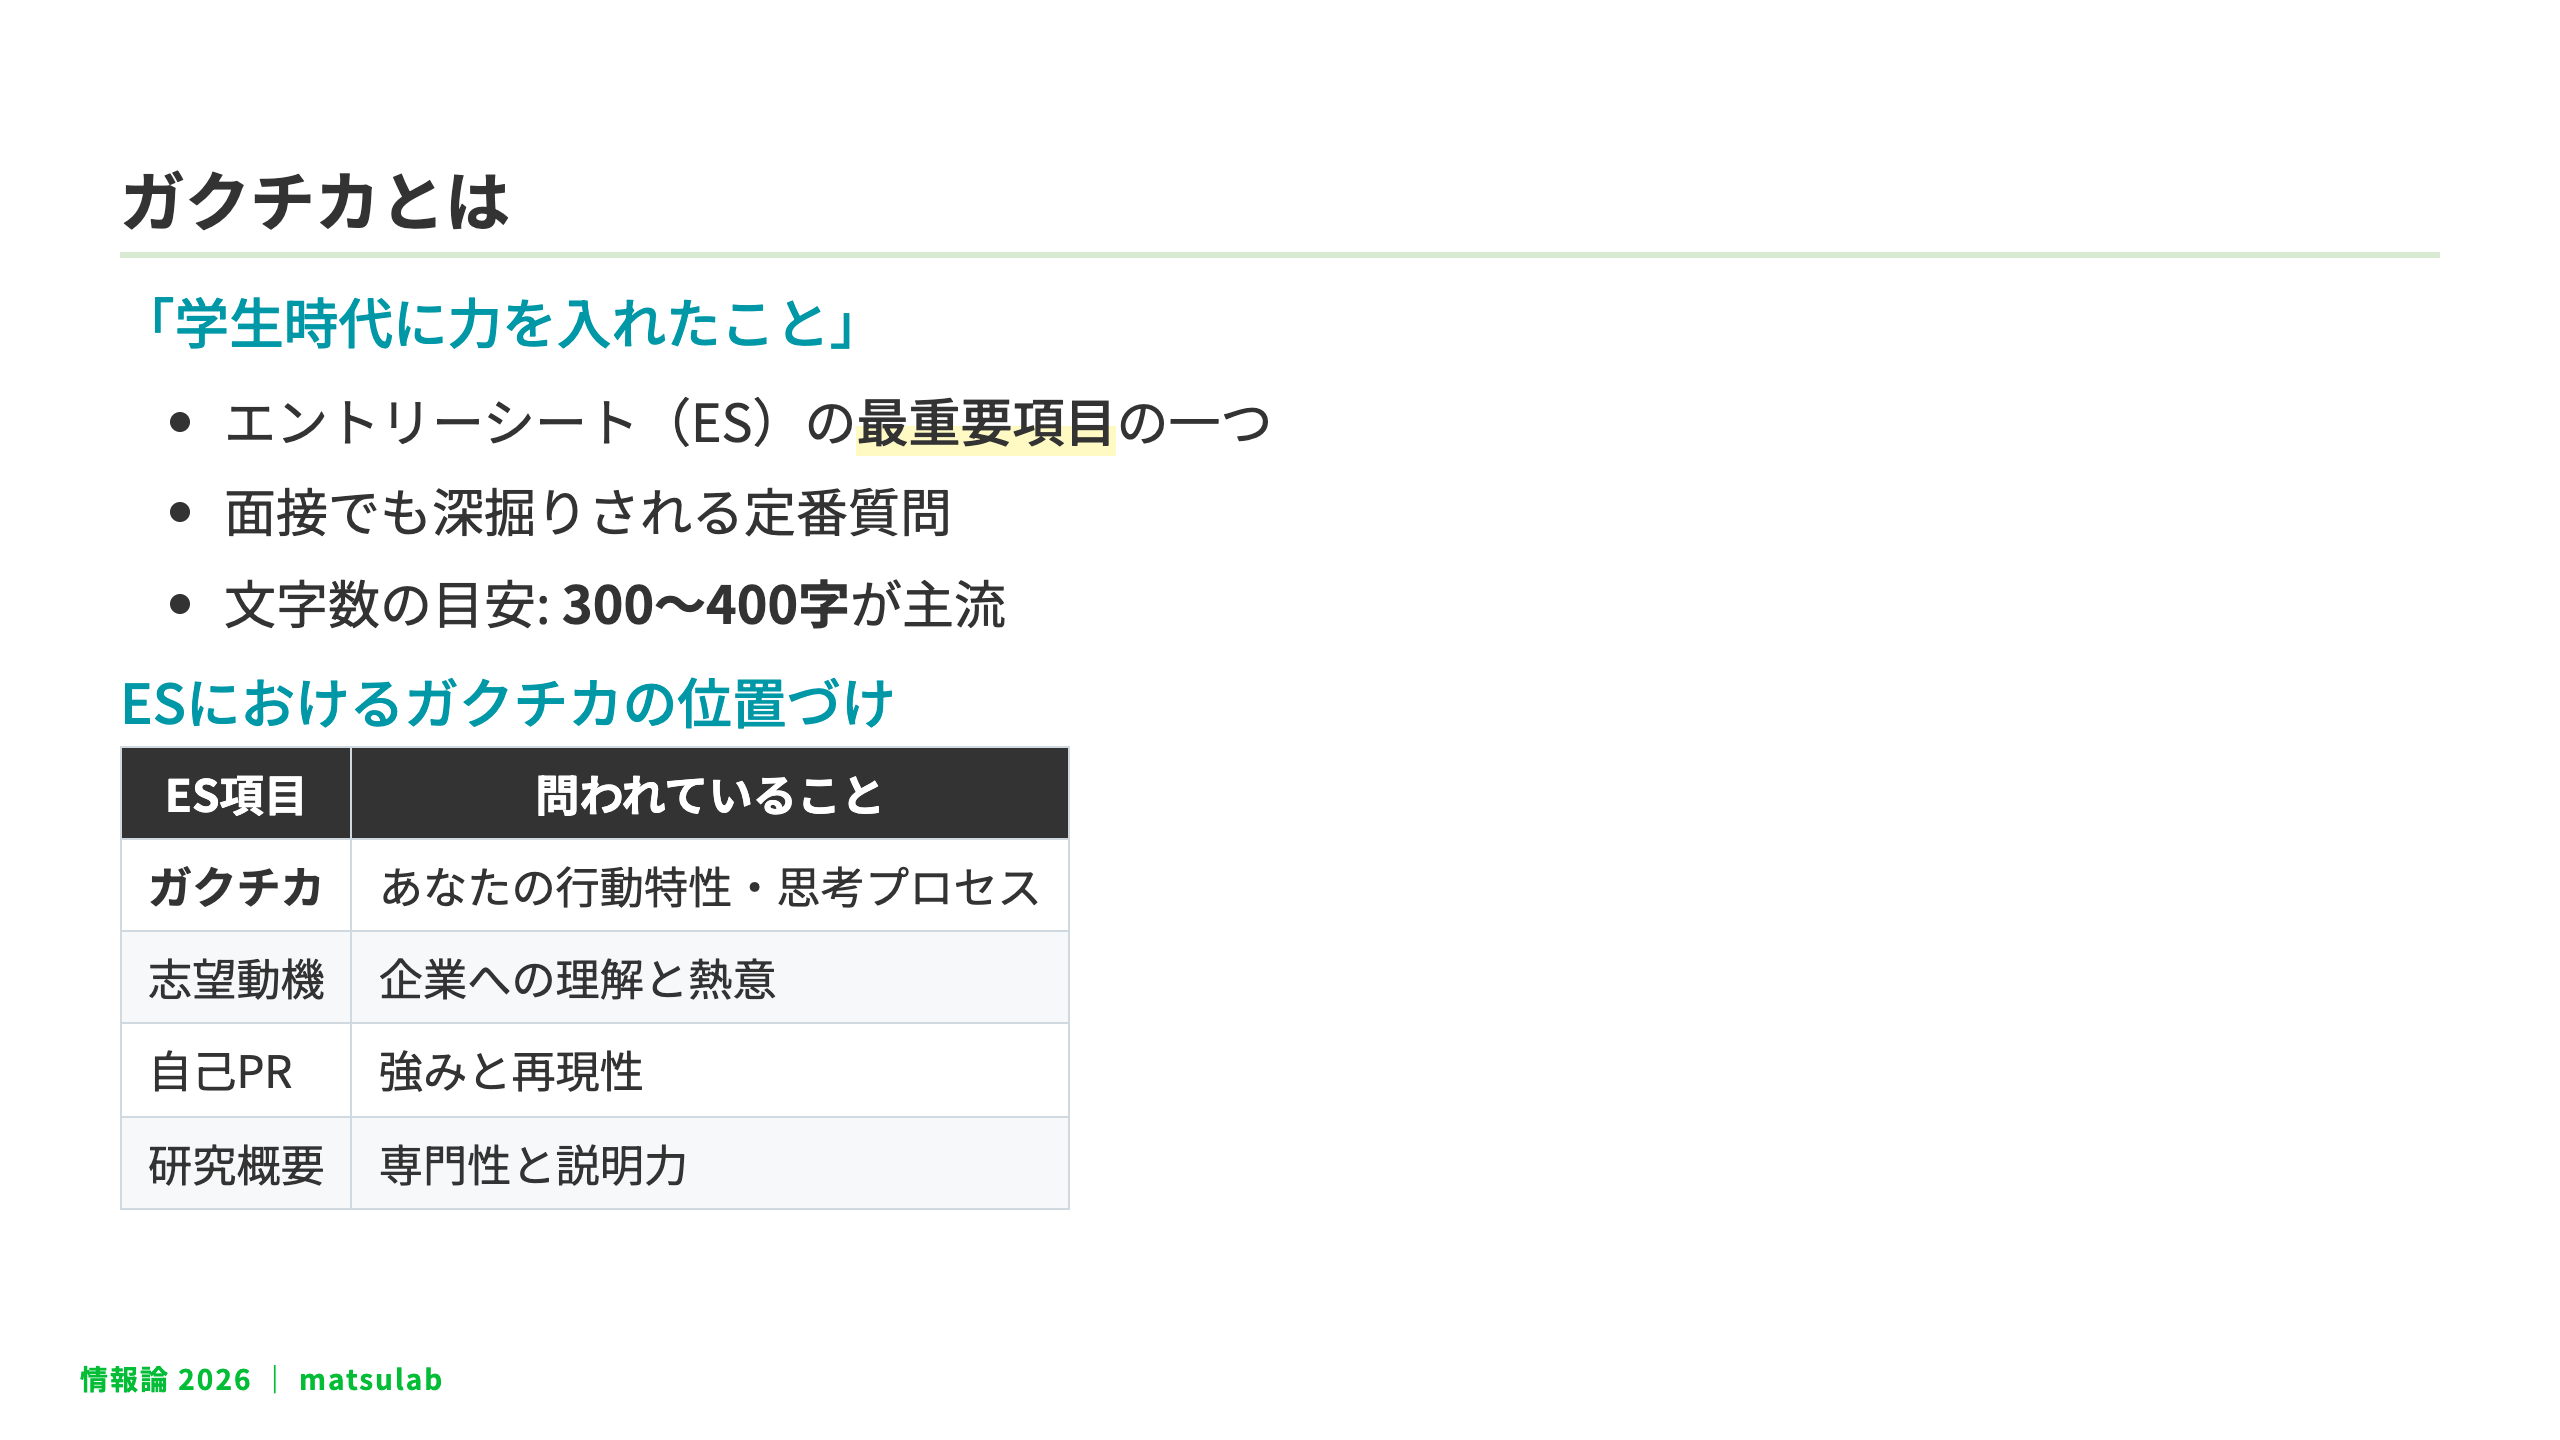 ガクチカとは
「学生時代に力を入れたこと」
エントリーシート（ES）の最重要項目の一つ
面接でも深掘りされる定番質問
文字数の目安: 300〜400字が主流
ESにおけるガクチカの位置づけ
ES項目 問われていること
ガクチカ あなたの行動特性・思考プロセス
志望動機 企業への理解と熱意
自己PR 強みと再現性
研究概要 専門性と説明力
情報論 2026 ｜ matsulab